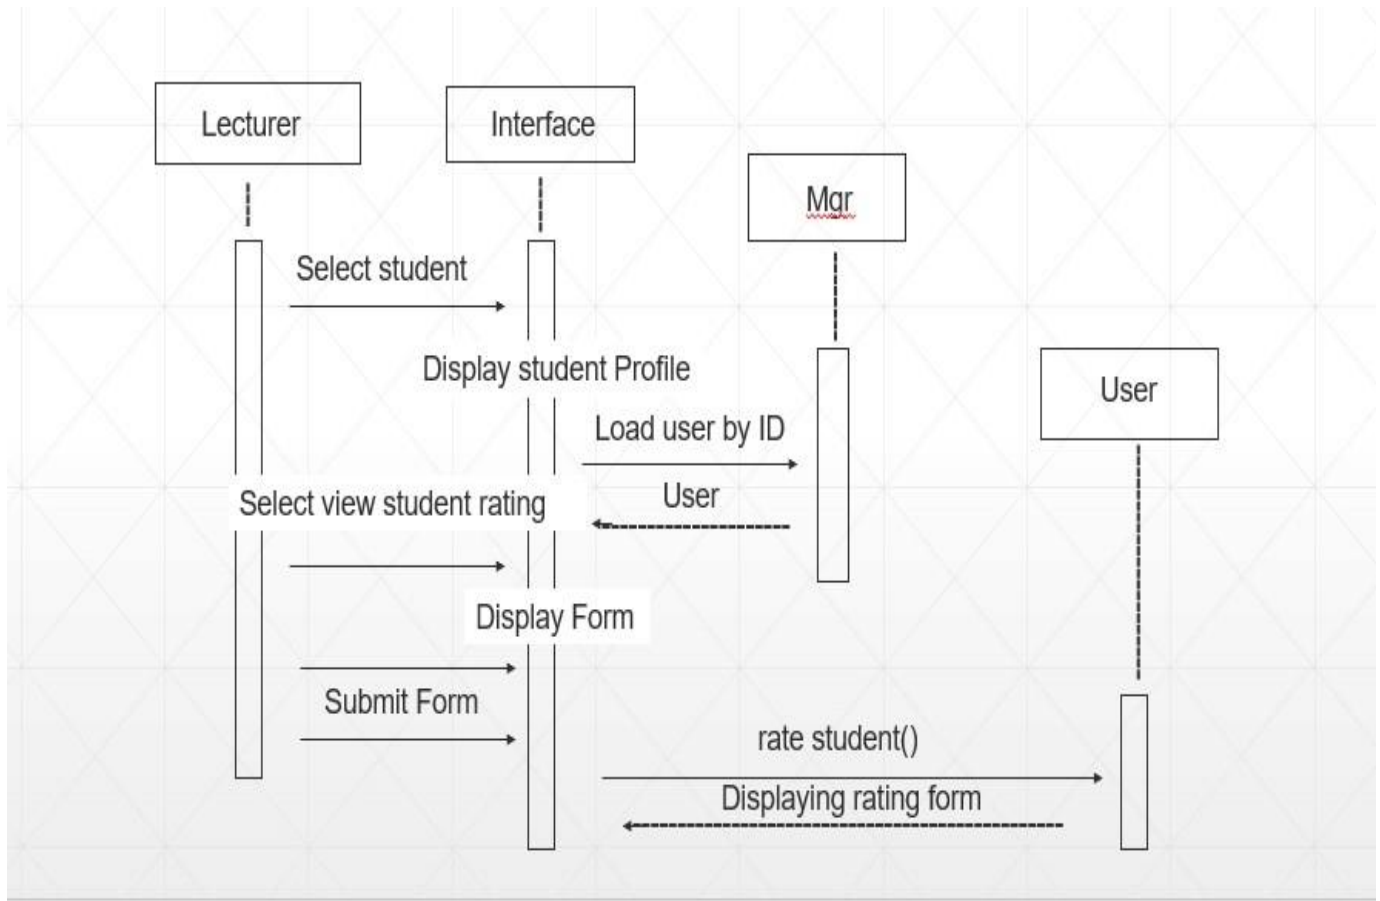 Lecturer
Interface
Mgr
Select student
Display student Profile
User
Load user by ID
User
Select view student rating
Display Form
Submit Form
rate student()
Displaying rating form